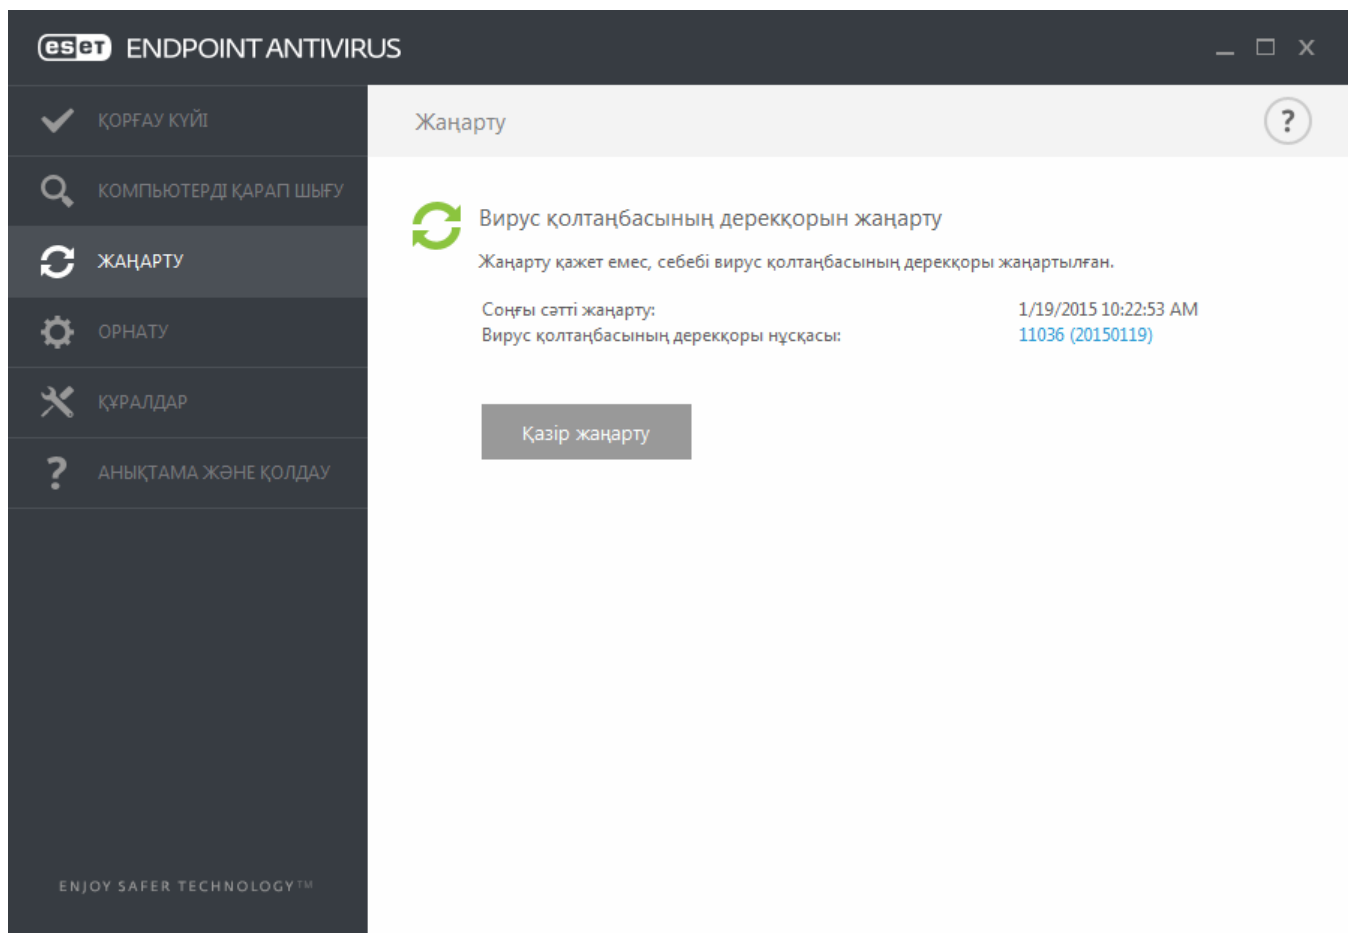 eset ENDPOINT ANTIVIRUS
ҚОРҒАУ КҮЙІ
КОМПЬЮТЕРДІ ҚАРАП ШЫҒУ
ЖАҢАРТУ
ОРНАТУ
ҚҰРАЛДАР
? АНЫҚТАМА ЖӘНЕ ҚОЛДАУ
ENJOY SAFER TECHNOLOGY™
Жаңарту ?
Вирус қолтаңбасының дерекқорын жаңарту
Жаңарту қажет емес, себебі вирус қолтаңбасының дерекқоры жаңартылған.
Соңғы сәтті жаңарту: 1/19/2015 10:22:53 AM
Вирус қолтаңбасының дерекқоры нұсқасы: 11036 (20150119)
Қазір жаңарту